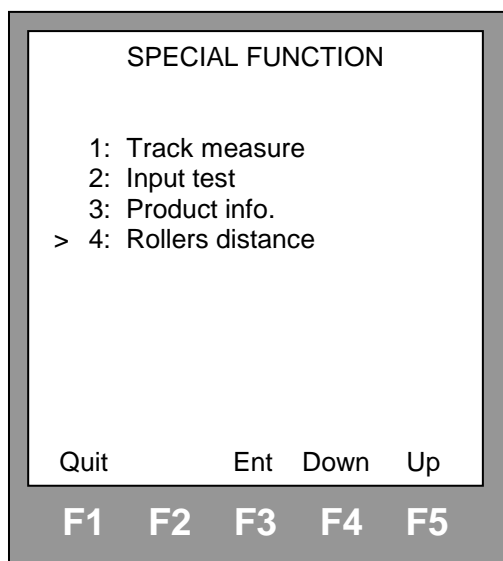 SPECIAL FUNCTION
1: Track measure
2: Input test
3: Product info.
> 4: Rollers distance
Quit Ent Down Up
F1 F2 F3 F4 F5